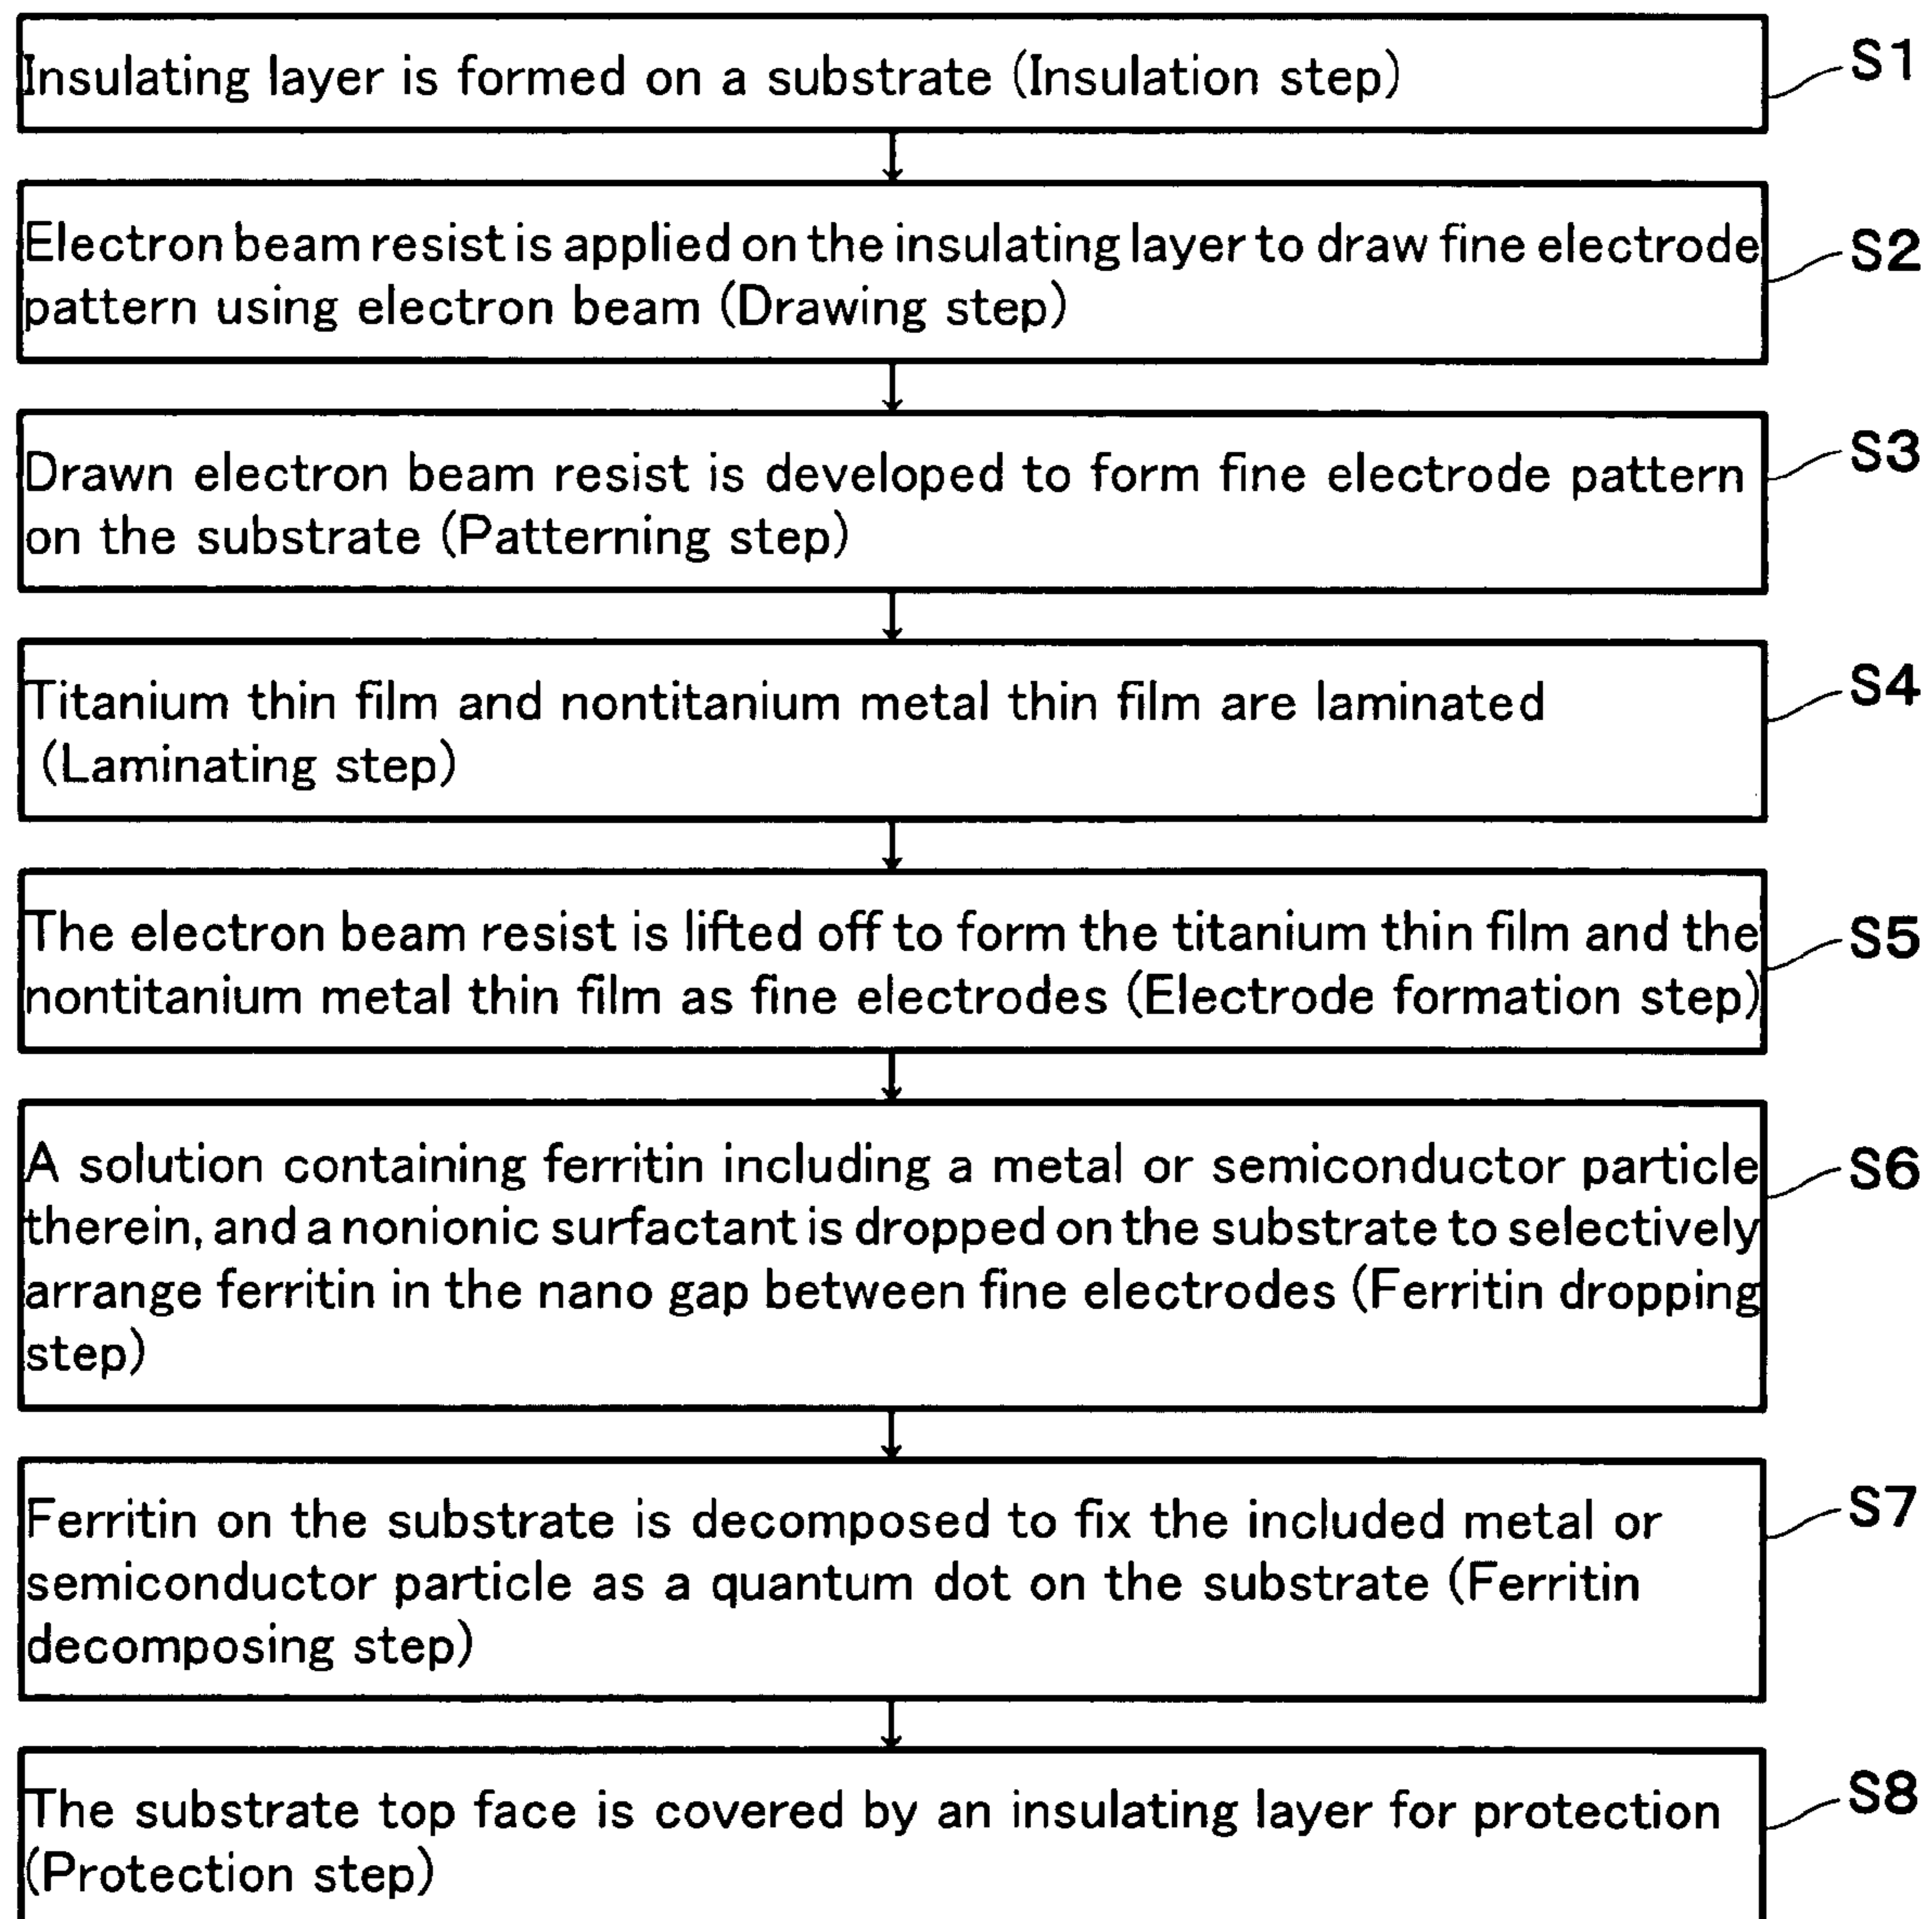 Insulating layer is formed on a substrate (Insulation step)
S1
Electron beam resist is applied on the insulating layer to draw fine electrode
pattern using electron beam (Drawing step)
S2
Drawn electron beam resist is developed to form fine electrode pattern
on the substrate (Patterning step)
S3
Titanium thin film and nontitanium metal thin film are laminated
(Laminating step)
S4
The electron beam resist is lifted off to form the titanium thin film and the
nontitanium metal thin film as fine electrodes (Electrode formation step)
S5
A solution containing ferritin including a metal or semiconductor particle
therein, and a nonionic surfactant is dropped on the substrate to selectively
arrange ferritin in the nano gap between fine electrodes (Ferritin dropping
step)
S6
Ferritin on the substrate is decomposed to fix the included metal or
semiconductor particle as a quantum dot on the substrate (Ferritin
decomposing step)
S7
The substrate top face is covered by an insulating layer for protection
(Protection step)
S8